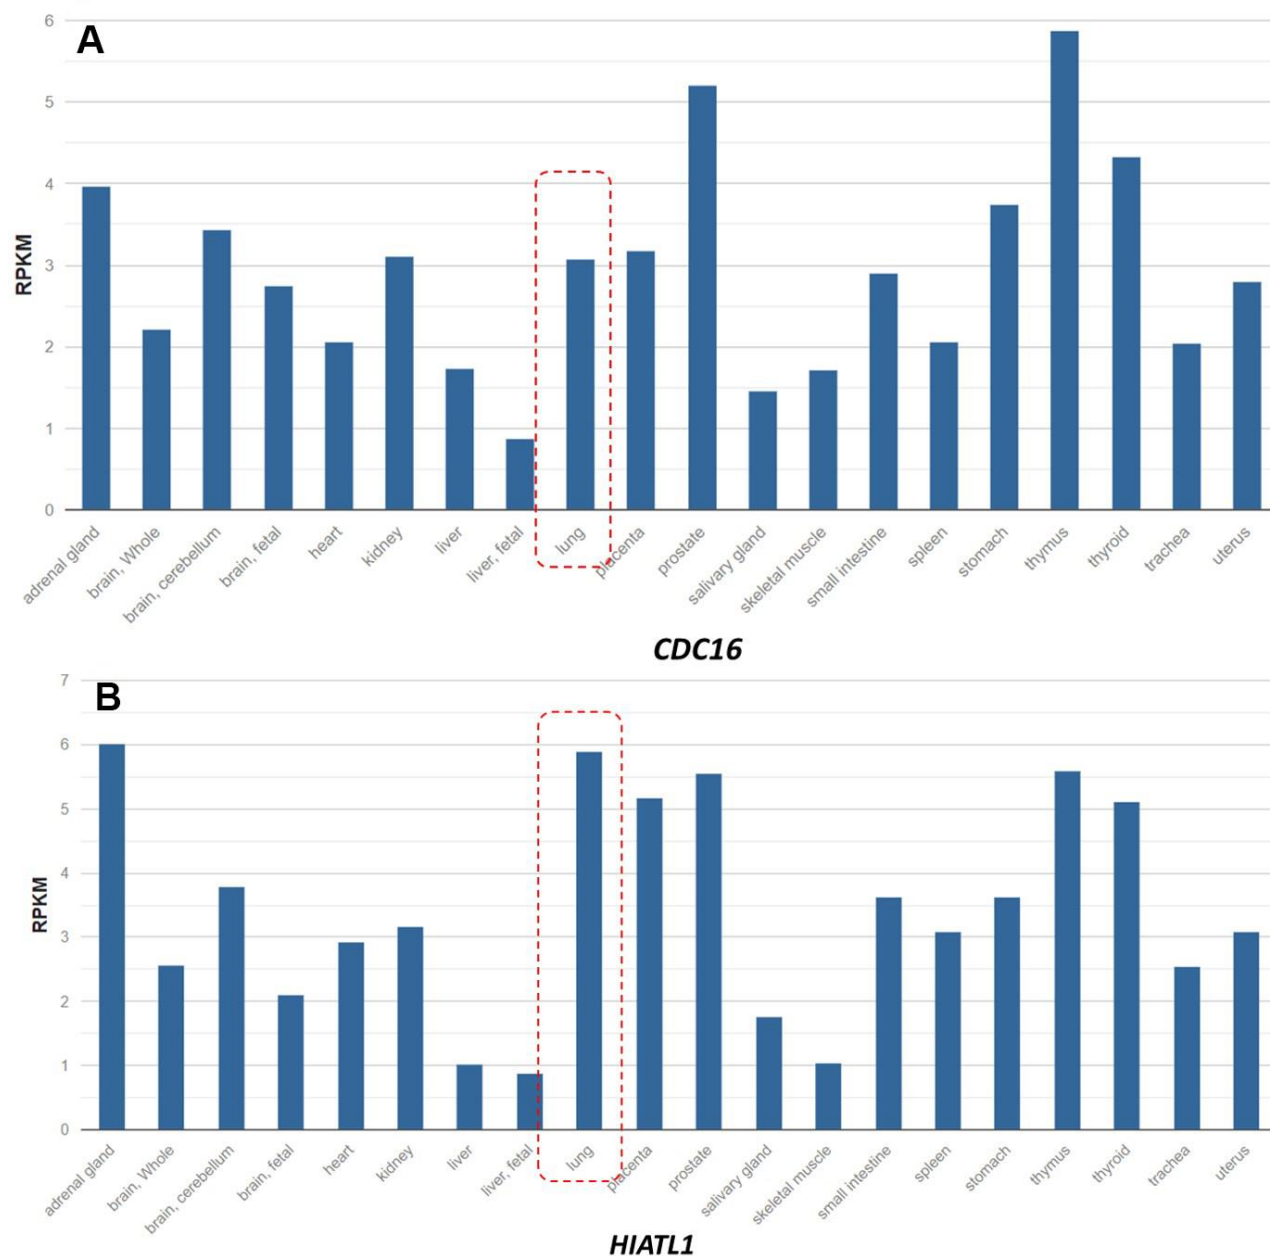 A
6
5
4
3
2
1
0
RPKM
adrenal gland
brain, Whole
brain, cerebellum
brain, fetal
heart
kidney
liver
liver, fetal
lung
placenta
prostate
salivary gland
skeletal muscle
small intestine
spleen
stomach
thymus
thyroid
trachea
uterus
CDC16
B
7
6
5
4
3
2
1
0
RPKM
adrenal gland
brain, Whole
brain, cerebellum
brain, fetal
heart
kidney
liver
liver, fetal
lung
placenta
prostate
salivary gland
skeletal muscle
small intestine
spleen
stomach
thymus
thyroid
trachea
uterus
HIATL1